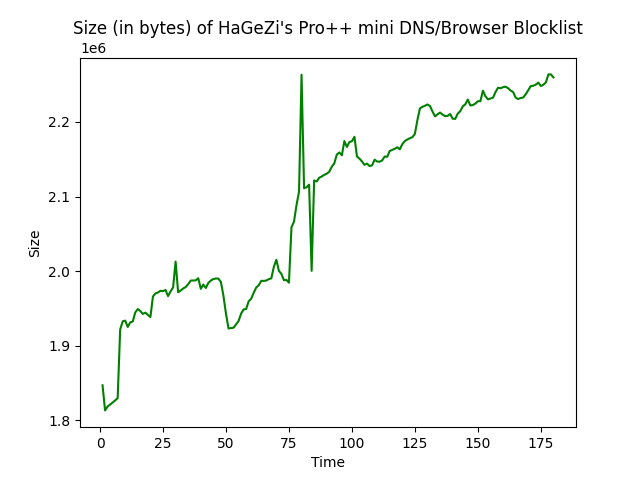 Size (in bytes) of HaGeZi's Pro++ mini DNS/Browser Blocklist
1e6
2.2
2.1
2.0
1.9
1.8
Size
0 25 50 75 100 125 150 175
Time